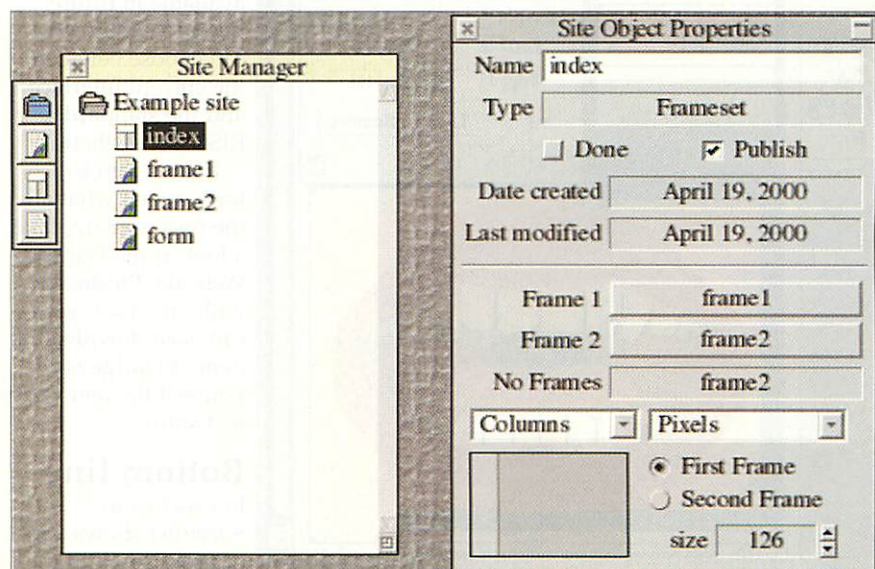 Site Manager
Example site
index
frame1
frame2
form
Site Object Properties
Name index
Type Frameset
Done Publish
Date created April 19, 2000
Last modified April 19, 2000
Frame 1 frame1
Frame 2 frame2
No Frames frame2
Columns Pixels
First Frame
Second Frame
size 126